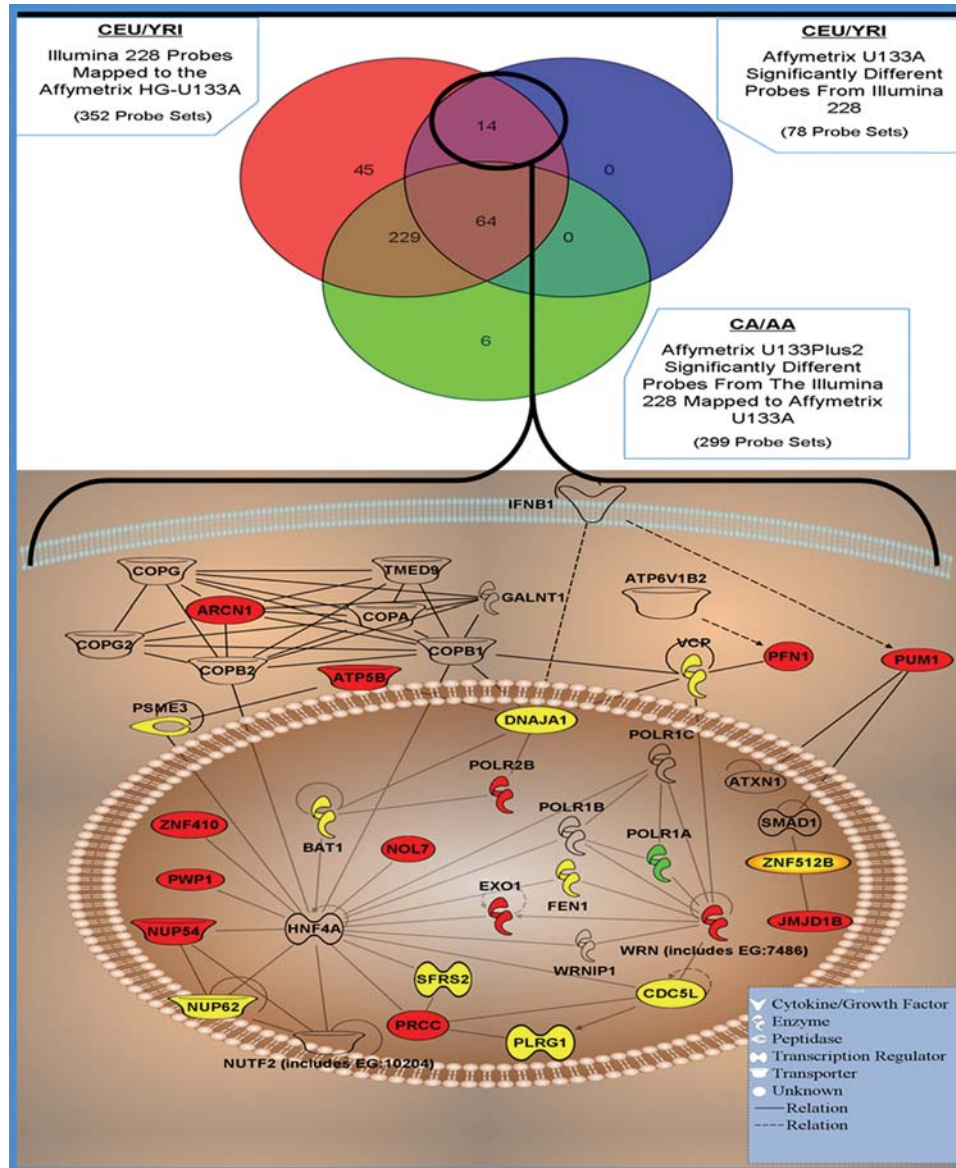 CEU/YRI
Illumina 228 Probes
Mapped to the
Affymetrix HG-U133A
(352 Probe Sets)
CEU/YRI
Affymetrix U133A
Significantly Different
Probes From Illumina
228
(78 Probe Sets)
14
45
0
64
229
0
6
CA/AA
Affymetrix U133Plus2
Significantly Different
Probes From The Illumina
228 Mapped to Affymetrix
U133A
(299 Probe Sets)
IFNB1
COPG
TMED9
ATP6V1B2
GALNT1
ARCN1
COPA
COPG2
COPB1
VCP
COPB2
PFN1
PUM1
ATP5B
PSME3
DNAJA1
POLR1C
POLR2B
ATXN1
POLR1B
ZNF410
SMAD1
BAT1
NOL7
POLR1A
ZNF512B
PWP1
EXO1
FEN1
NUP54
HNF4A
JMJD1B
WRN (includes EG:7486)
WRNIP1
SFRS2
CDC5L
NUP62
PRCC
PLRG1
NUTF2 (includes EG:10204)
Cytokine/Growth Factor
Enzyme
Peptidase
Transcription Regulator
Transporter
Unknown
Relation
Relation